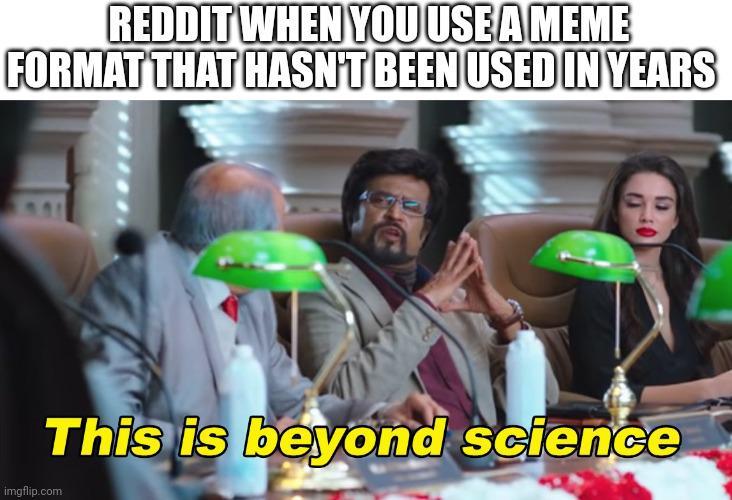 REDDIT WHEN YOU USE A MEME
FORMAT THAT HASN'T BEEN USED IN YEARS
This is beyond science
imgflip.com